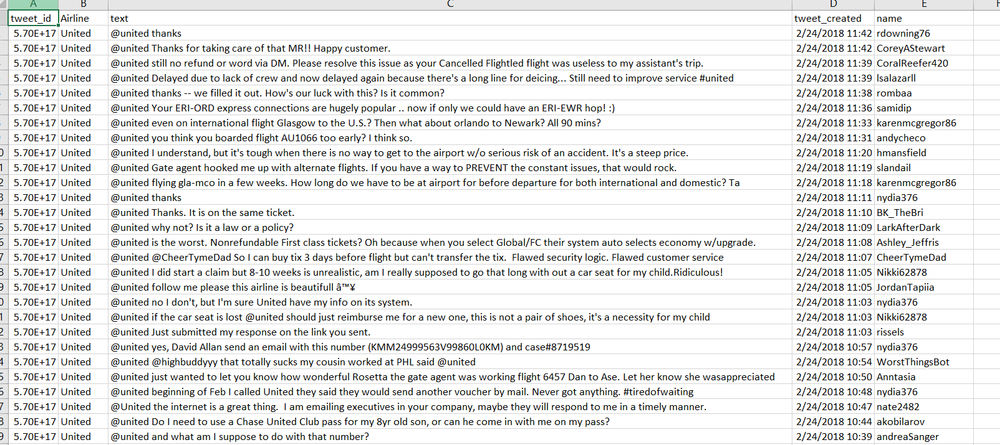 A B C D E
tweet_id Airline text tweet_created name
5.70E+17 United @united thanks 2/24/2018 11:42 rdowning76
5.70E+17 United @united Thanks for taking care of that MR!! Happy customer. 2/24/2018 11:42 CoreyAStewart
5.70E+17 United @united still no refund or word via DM. Please resolve this issue as your Cancelled Flightled flight was useless to my assistant's trip. 2/24/2018 11:39 CoralReefer420
5.70E+17 United @united Delayed due to lack of crew and now delayed again because there's a long line for deicing... Still need to improve service #united 2/24/2018 11:39 lsalazarll
5.70E+17 United @united thanks -- we filled it out. How's our luck with this? Is it common? 2/24/2018 11:38 rombaa
5.70E+17 United @united Your ERI-ORD express connections are hugely popular .. now if only we could have an ERI-EWR hop! :) 2/24/2018 11:36 samidip
5.70E+17 United @united even on international flight Glasgow to the U.S.? Then what about orlando to Newark? All 90 mins? 2/24/2018 11:33 karenmcgregor86
5.70E+17 United @united you think you boarded flight AU1066 too early? I think so. 2/24/2018 11:31 andycheco
5.70E+17 United @united I understand, but it's tough when there is no way to get to the airport w/o serious risk of an accident. It's a steep price. 2/24/2018 11:20 hmansfield
5.70E+17 United @united Gate agent hooked me up with alternate flights. If you have a way to PREVENT the constant issues, that would rock. 2/24/2018 11:19 slandail
5.70E+17 United @united flying gla-mco in a few weeks. How long do we have to be at airport for before departure for both international and domestic? Ta 2/24/2018 11:18 karenmcgregor86
5.70E+17 United @united thanks 2/24/2018 11:11 nydia376
5.70E+17 United @united Thanks. It is on the same ticket. 2/24/2018 11:10 BK_TheBri
5.70E+17 United @united why not? Is it a law or a policy? 2/24/2018 11:09 LarkAfterDark
5.70E+17 United @united is the worst. Nonrefundable First class tickets? Oh because when you select Global/FC their system auto selects economy w/upgrade. 2/24/2018 11:08 Ashley_Jeffris
5.70E+17 United @united @CheerTymeDad So I can buy tix 3 days before flight but can't transfer the tix.  Flawed security logic. Flawed customer service 2/24/2018 11:07 CheerTymeDad
5.70E+17 United @united I did start a claim but 8-10 weeks is unrealistic, am I really supposed to go that long with out a car seat for my child.Ridiculous! 2/24/2018 11:05 Nikki62878
5.70E+17 United @united follow me please this airline is beautifull â™¥ 2/24/2018 11:05 JordanTapiia
5.70E+17 United @united no I don't, but I'm sure United have my info on its system. 2/24/2018 11:03 nydia376
5.70E+17 United @united if the car seat is lost @united should just reimburse me for a new one, this is not a pair of shoes, it's a necessity for my child 2/24/2018 11:03 Nikki62878
5.70E+17 United @united Just submitted my response on the link you sent. 2/24/2018 11:03 rissels
5.70E+17 United @united yes, David Allan send an email with this number (KMM24999563V99860L0KM) and case#8719519 2/24/2018 10:57 nydia376
5.70E+17 United @united @highbuddyyy that totally sucks my cousin worked at PHL said @united 2/24/2018 10:54 WorstThingsBot
5.70E+17 United @united just wanted to let you know how wonderful Rosetta the gate agent was working flight 6457 Dan to Ase. Let her know she wasappreciated 2/24/2018 10:50 Anntasia
5.70E+17 United @united beginning of Feb I called United they said they would send another voucher by mail. Never got anything. #tiredofwaiting 2/24/2018 10:48 nydia376
5.70E+17 United @United the internet is a great thing.  I am emailing executives in your company, maybe they will respond to me in a timely manner. 2/24/2018 10:47 nate2482
5.70E+17 United @united Do I need to use a Chase United Club pass for my 8yr old son, or can he come in with me on my pass? 2/24/2018 10:44 akobilarov
5.70E+17 United @united and what am I suppose to do with that number? 2/24/2018 10:39 andreaSanger